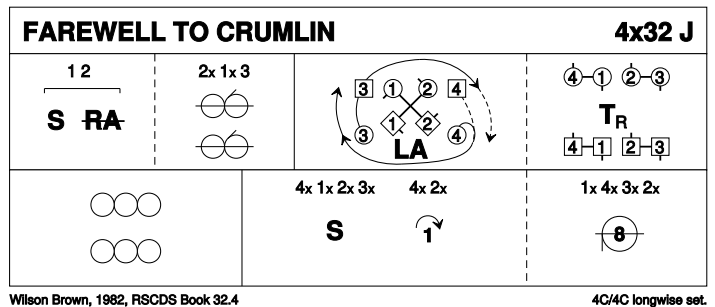 FAREWELL TO CRUMLIN 4x32 J
1 2
S RA
2x 1x 3
3 1 2 4
1 2
3 4
LA
4 1 2 3
TR
4 1 2 3
4x 1x 2x 3x 4x 2x
S 1
1x 4x 3x 2x
8
Wilson Brown, 1982, RSCDS Book 32.4 4C/4C longwise set.